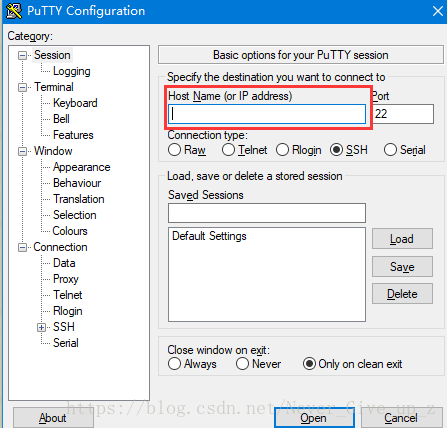 PuTTY Configuration
Category:
Session
Logging
Terminal
Keyboard
Bell
Features
Window
Appearance
Behaviour
Translation
Selection
Colours
Connection
Data
Proxy
Telnet
Rlogin
SSH
Serial
Basic options for your PuTTY session
Specify the destination you want to connect to
Host Name (or IP address) Port
22
Connection type:
Raw Telnet Rlogin SSH Serial
Load, save or delete a stored session
Saved Sessions
Default Settings
Load
Save
Delete
Close window on exit:
Always Never Only on clean exit
About Open Cancel
https://blog.csdn.net/Never_Give_up_z